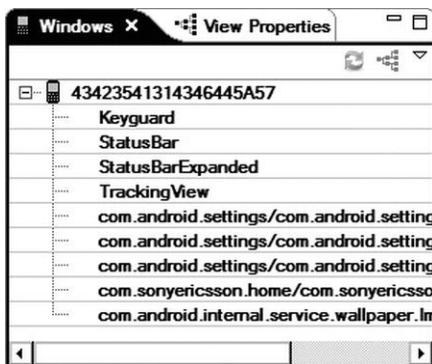 Windows View Properties
43423541314346445A57
Keyguard
StatusBar
StatusBarExpanded
TrackingView
com.android.settings/com.android.setting
com.android.settings/com.android.setting
com.android.settings/com.android.setting
com.sonyericsson.home/com.sonyericsso
com.android.internal.service.wallpaper.Im